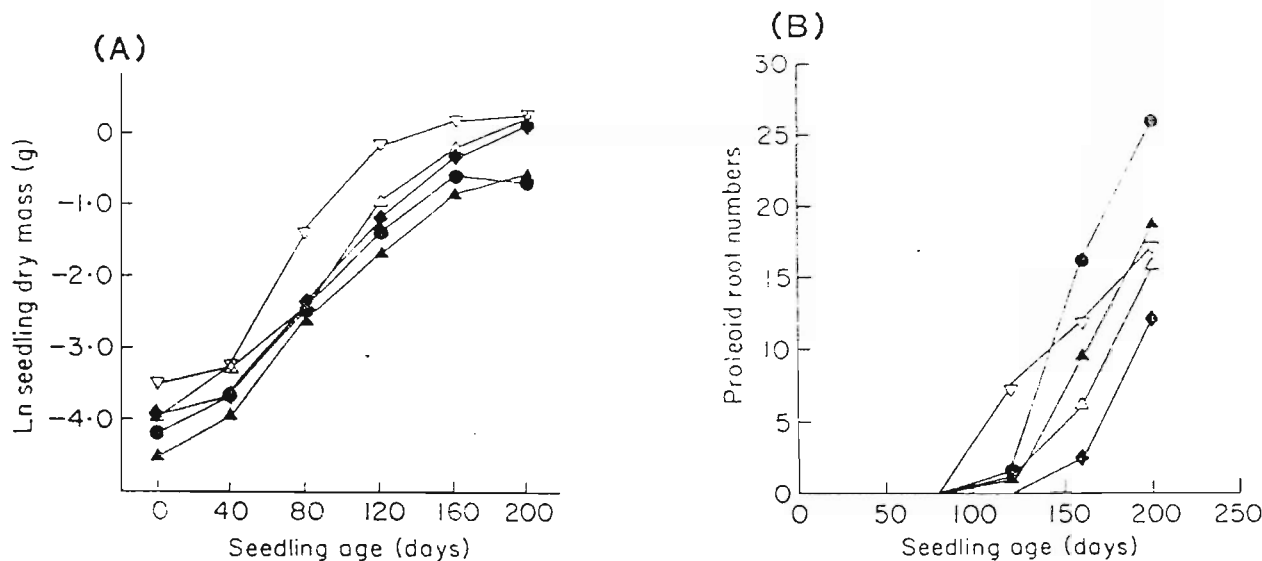 (A)
Ln seedling dry mass (g)
0
-1·0
-2·0
-3·0
-4·0
0 40 80 120 160 200
Seedling age (days)
(B)
Proteoid root numbers
30
25
20
15
10
5
0
0 50 100 150 200 250
Seedling age (days)